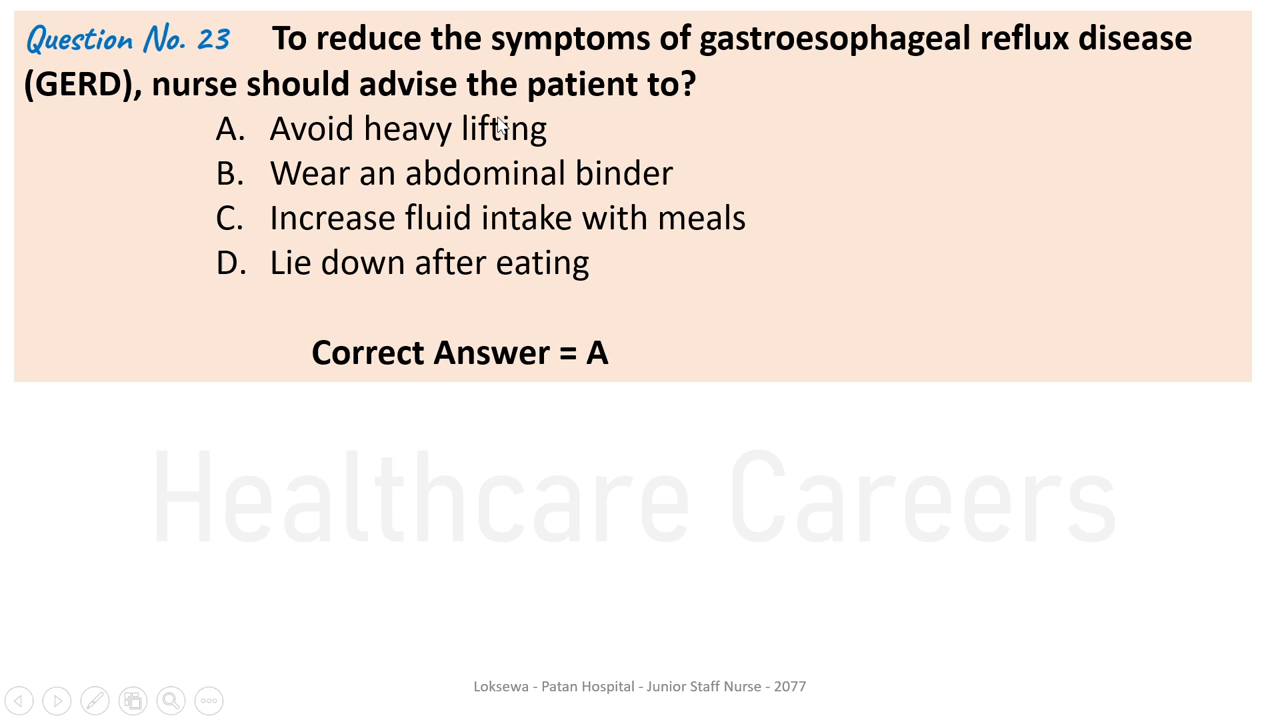 Question No. 23 To reduce the symptoms of gastroesophageal reflux disease
(GERD), nurse should advise the patient to?
A. Avoid heavy lifting
B. Wear an abdominal binder
C. Increase fluid intake with meals
D. Lie down after eating
Correct Answer = A
Healthcare Careers
Loksewa - Patan Hospital - Junior Staff Nurse - 2077